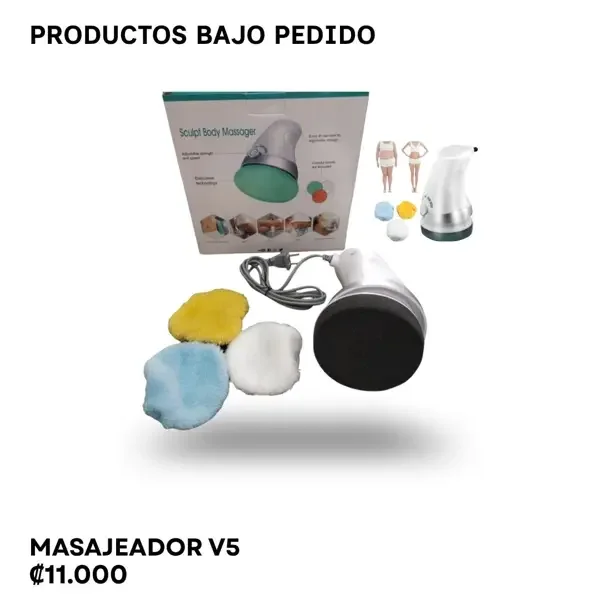 PRODUCTOS BAJO PEDIDO
Sculpt Body Massager
MASAJEADOR V5
₡11.000